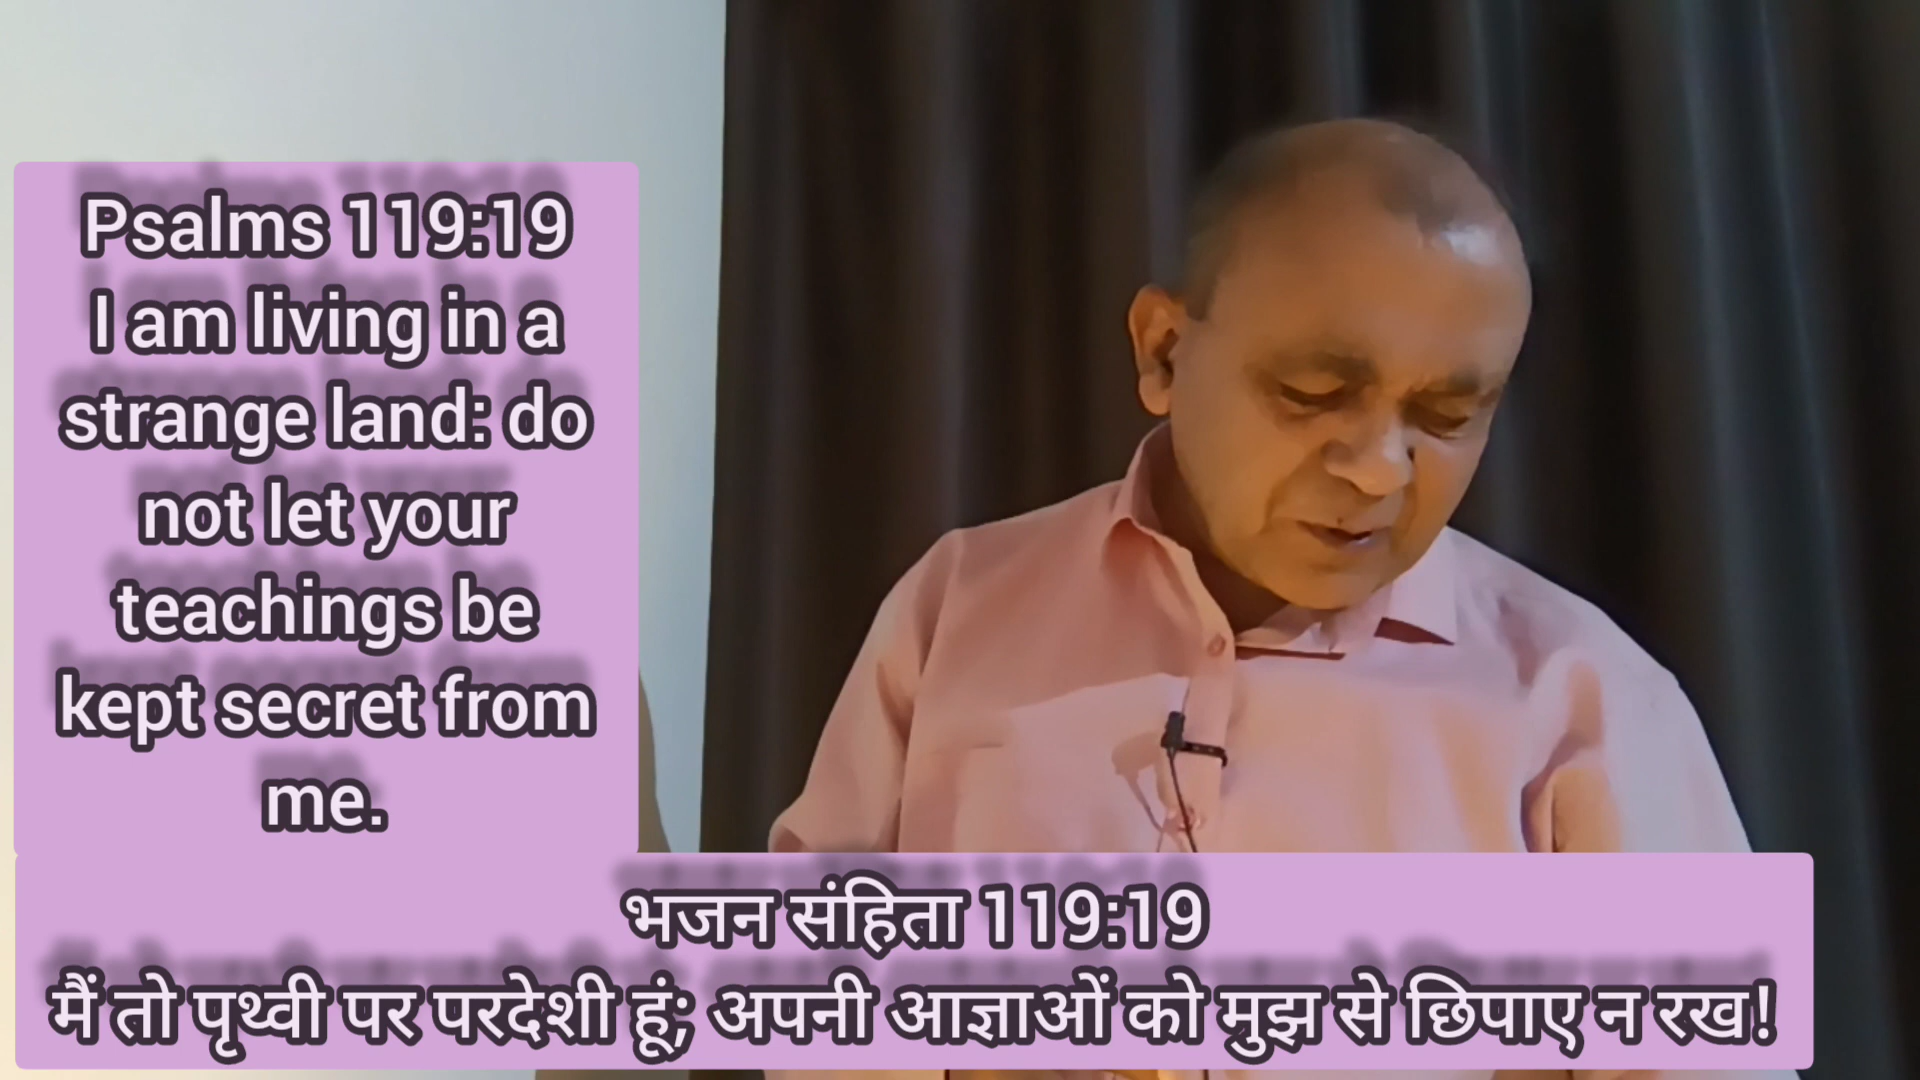 Psalms 119:19
I am living in a
strange land: do
not let your
teachings be
kept secret from
me.
भजन संहिता 119:19
मैं तो पृथ्वी पर परदेशी हूं; अपनी आज्ञाओं को मुझ से छिपाए न रख!